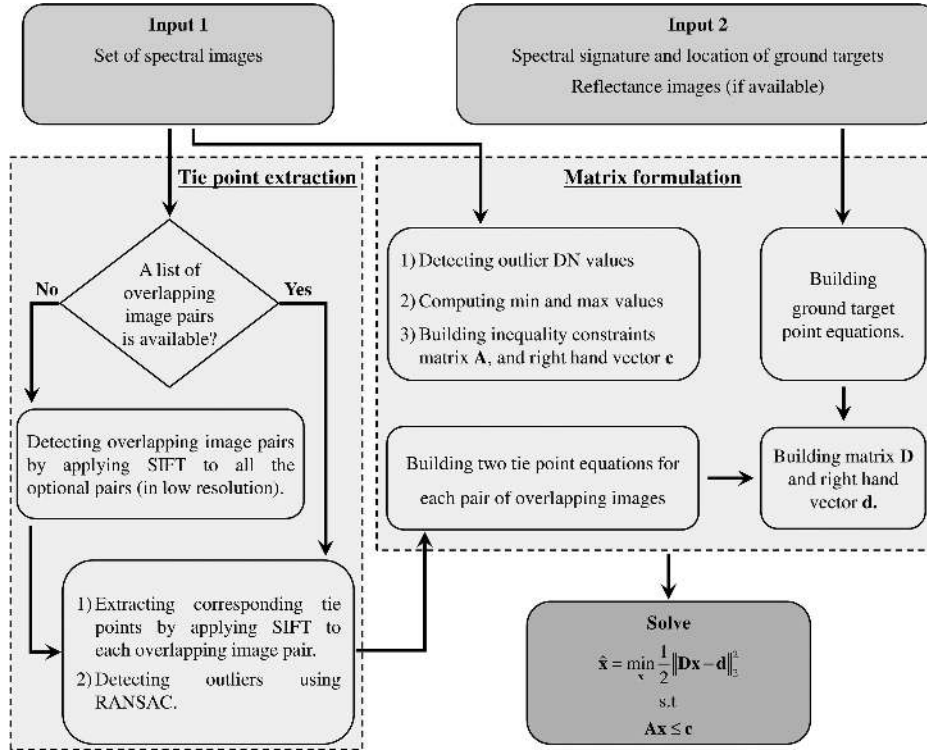 Input 1
Set of spectral images
Input 2
Spectral signature and location of ground targets
Reflectance images (if available)
Tie point extraction
A list of
overlapping
image pairs
is available?
No
Yes
Detecting overlapping image pairs
by applying SIFT to all the
optional pairs (in low resolution).
1) Extracting corresponding tie
points by applying SIFT to
each overlapping image pair.
2) Detecting outliers using
RANSAC.
Matrix formulation
1) Detecting outlier DN values
2) Computing min and max values
3) Building inequality constraints
matrix A, and right hand vector c
Building
ground target
point equations.
Building two tie point equations for
each pair of overlapping images
Building matrix D
and right hand
vector d.
Solve
x̂ = min_x 1/2 ‖Dx − d‖₂²
s.t
Ax ≤ c